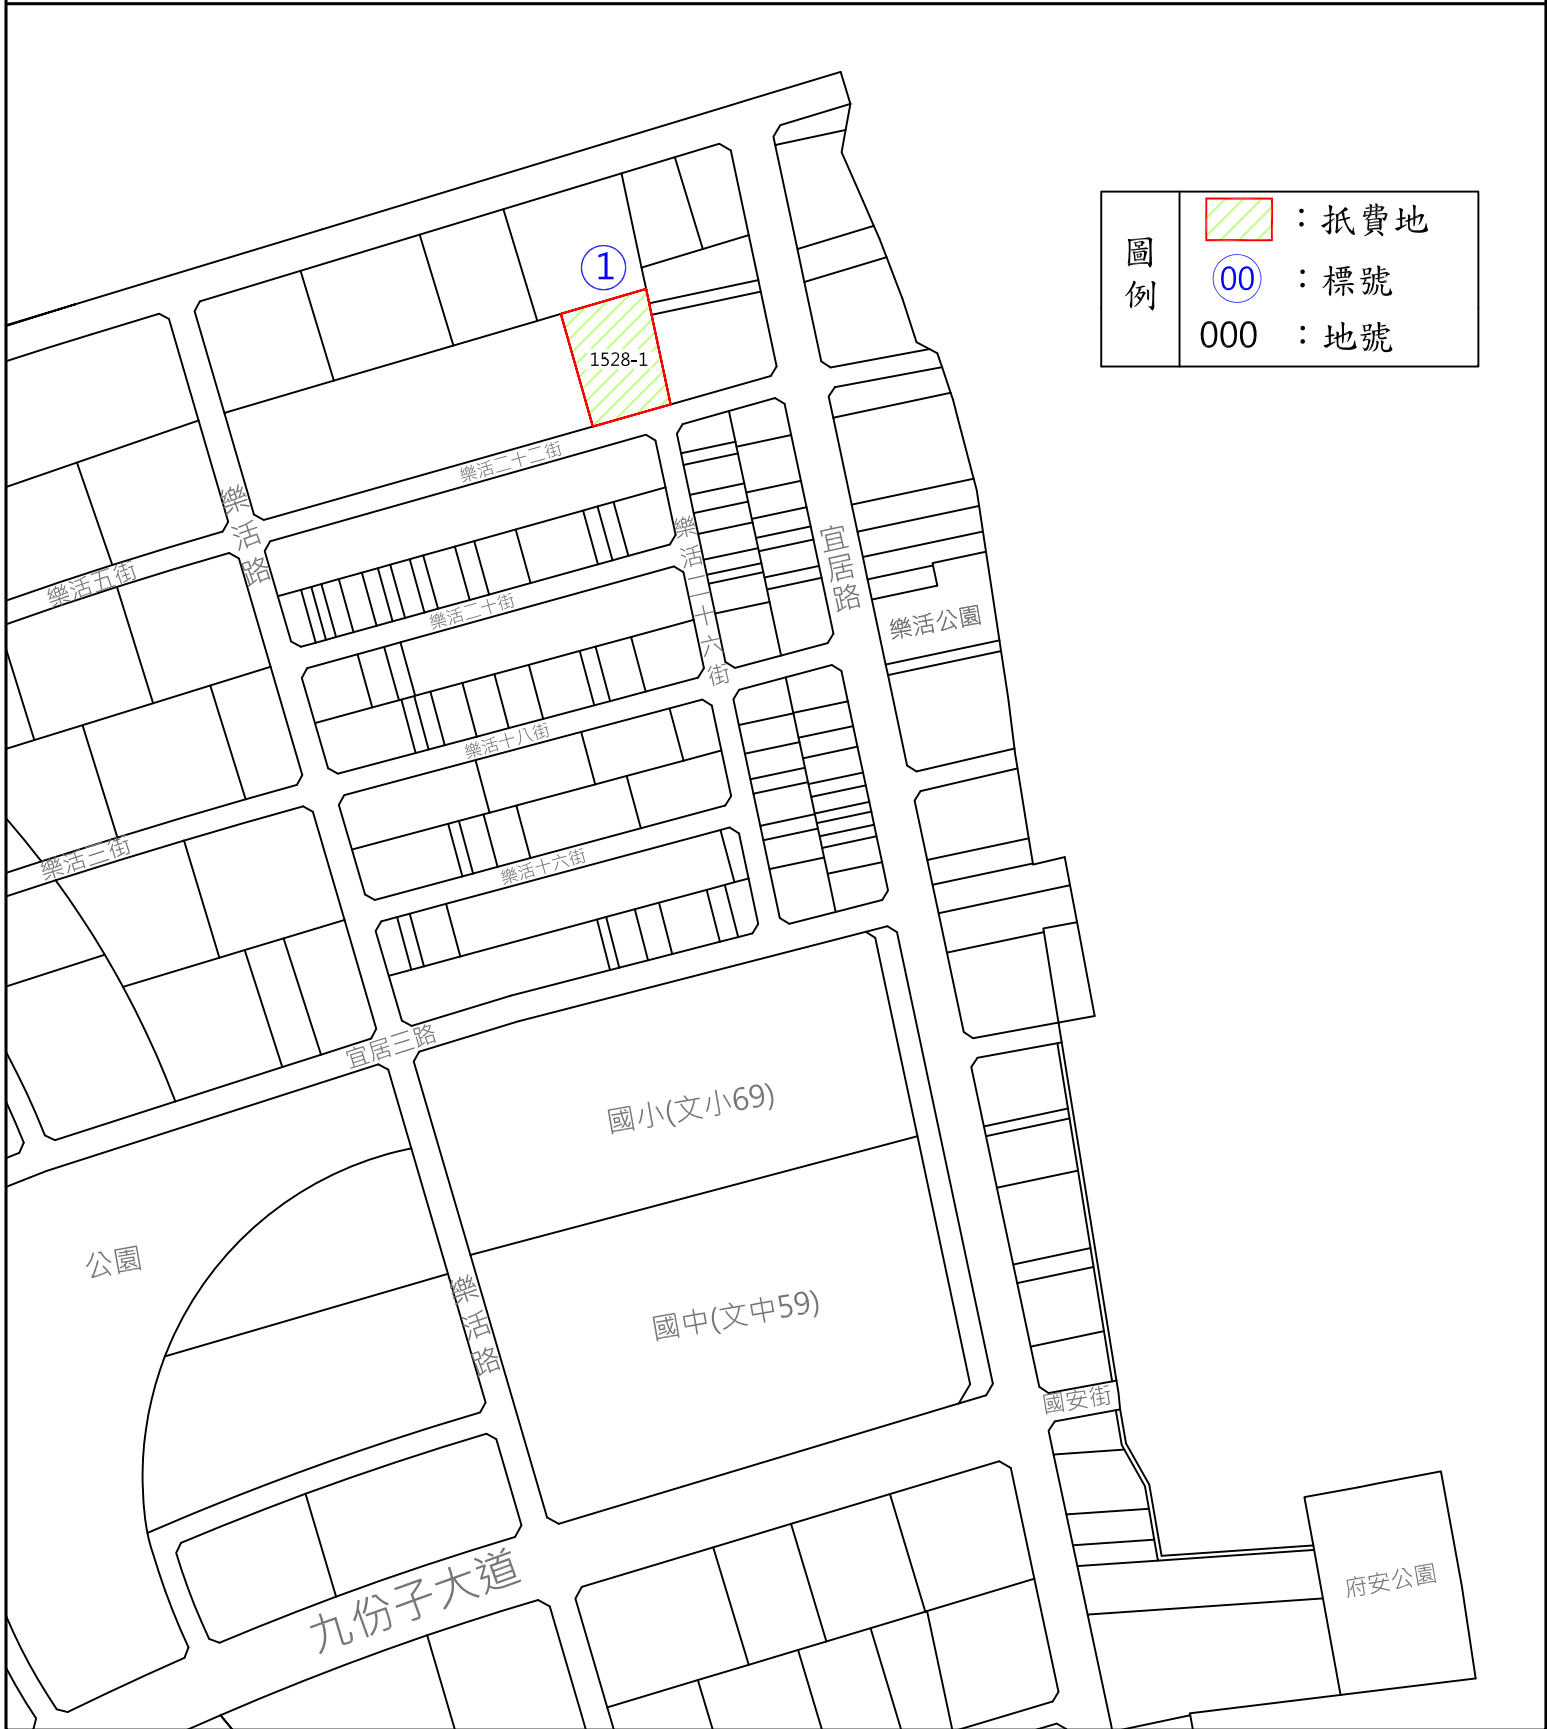 圖例
：抵費地
00 ：標號
000 ：地號
1
1528-1
樂活二十二街
樂活路
樂活五街
樂活二十街
樂活二十六街
宜居路
樂活公園
樂活十八街
樂活三街
樂活十六街
宜居三路
國小(文小69)
公園
樂活路
國中(文中59)
國安街
九份子大道
府安公園